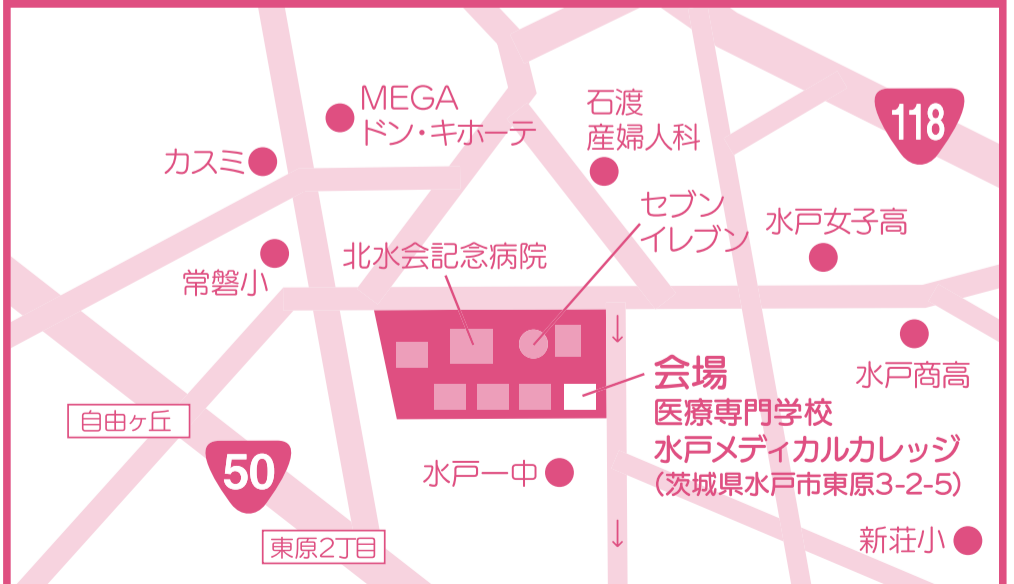 MEGA
ドン・キホーテ
石渡
産婦人科
118
カスミ
セブン
イレブン
水戸女子高
北水会記念病院
常磐小
水戸商高
会場
医療専門学校
水戸メディカルカレッジ
(茨城県水戸市東原3-2-5)
自由ヶ丘
50
水戸一中
東原2丁目
新荘小